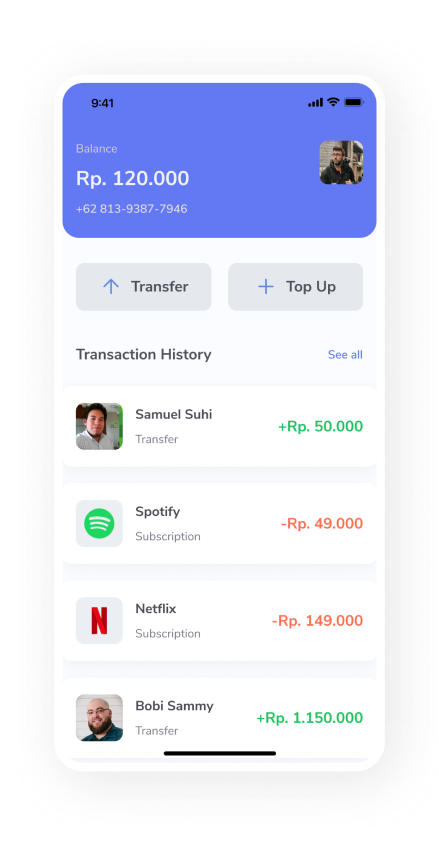 9:41
Balance
Rp. 120.000
+62 813-9387-7946
Transfer
Top Up
Transaction History
See all
Samuel Suhi
Transfer
+Rp. 50.000
Spotify
Subscription
-Rp. 49.000
Netflix
Subscription
-Rp. 149.000
Bobi Sammy
Transfer
+Rp. 1.150.000